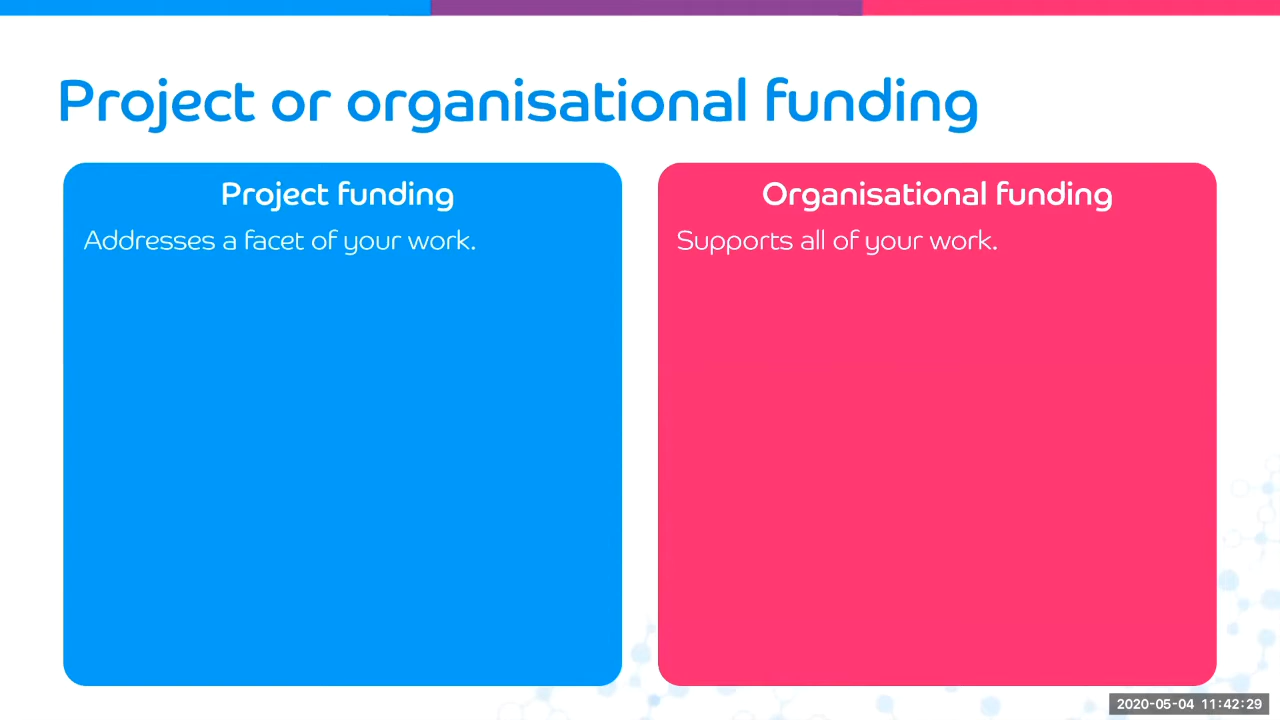 Project or organisational funding
Project funding
Addresses a facet of your work.
Organisational funding
Supports all of your work.
2020-05-04 11:42:29